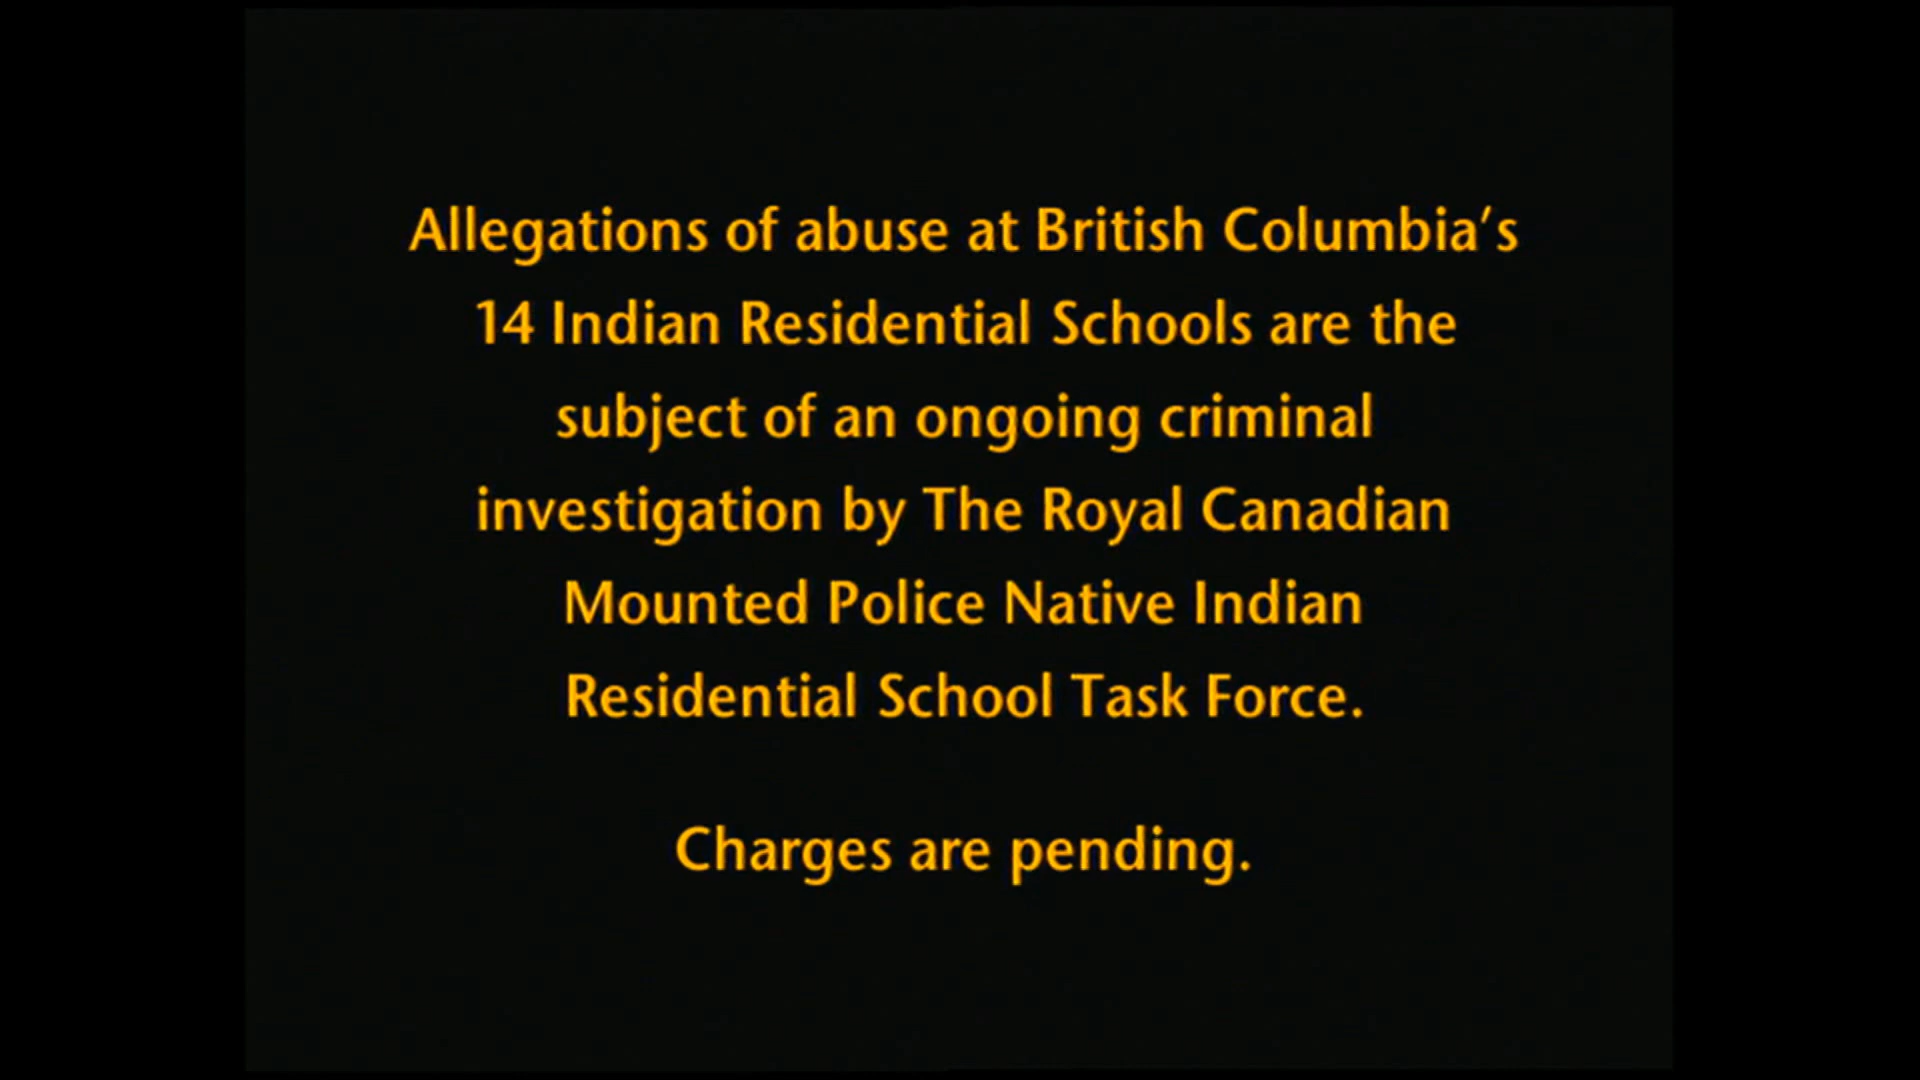 Allegations of abuse at British Columbia's
14 Indian Residential Schools are the
subject of an ongoing criminal
investigation by The Royal Canadian
Mounted Police Native Indian
Residential School Task Force.
Charges are pending.